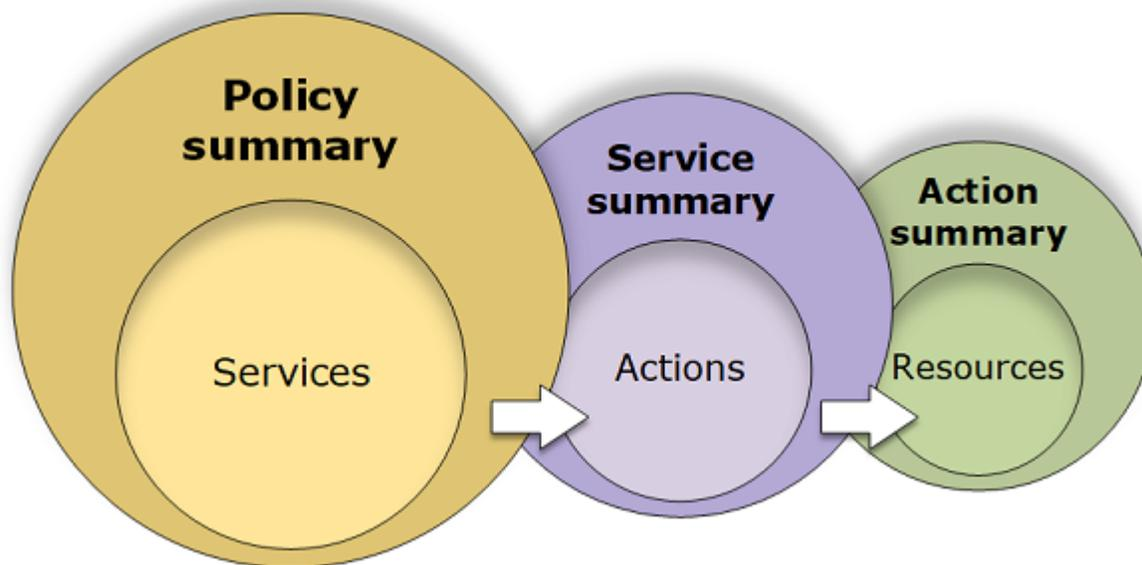 Policy
summary
Services
Service
summary
Actions
Action
summary
Resources